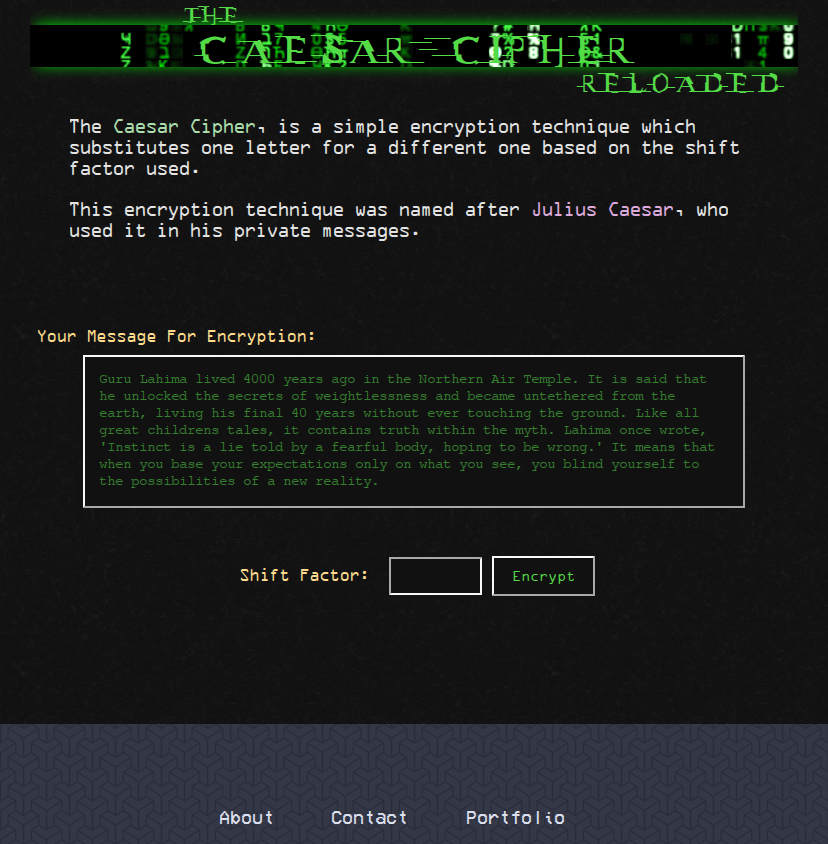 THE
CAESAR CIPHER
RELOADED
The Caesar Cipher, is a simple encryption technique which
substitutes one letter for a different one based on the shift
factor used.
This encryption technique was named after Julius Caesar, who
used it in his private messages.
Your Message For Encryption:
Guru Lahima lived 4000 years ago in the Northern Air Temple. It is said that
he unlocked the secrets of weightlessness and became untethered from the
earth, living his final 40 years without ever touching the ground. Like all
great childrens tales, it contains truth within the myth. Lahima once wrote,
'Instinct is a lie told by a fearful body, hoping to be wrong.' It means that
when you base your expectations only on what you see, you blind yourself to
the possibilities of a new reality.
Shift Factor:
Encrypt
About Contact Portfolio